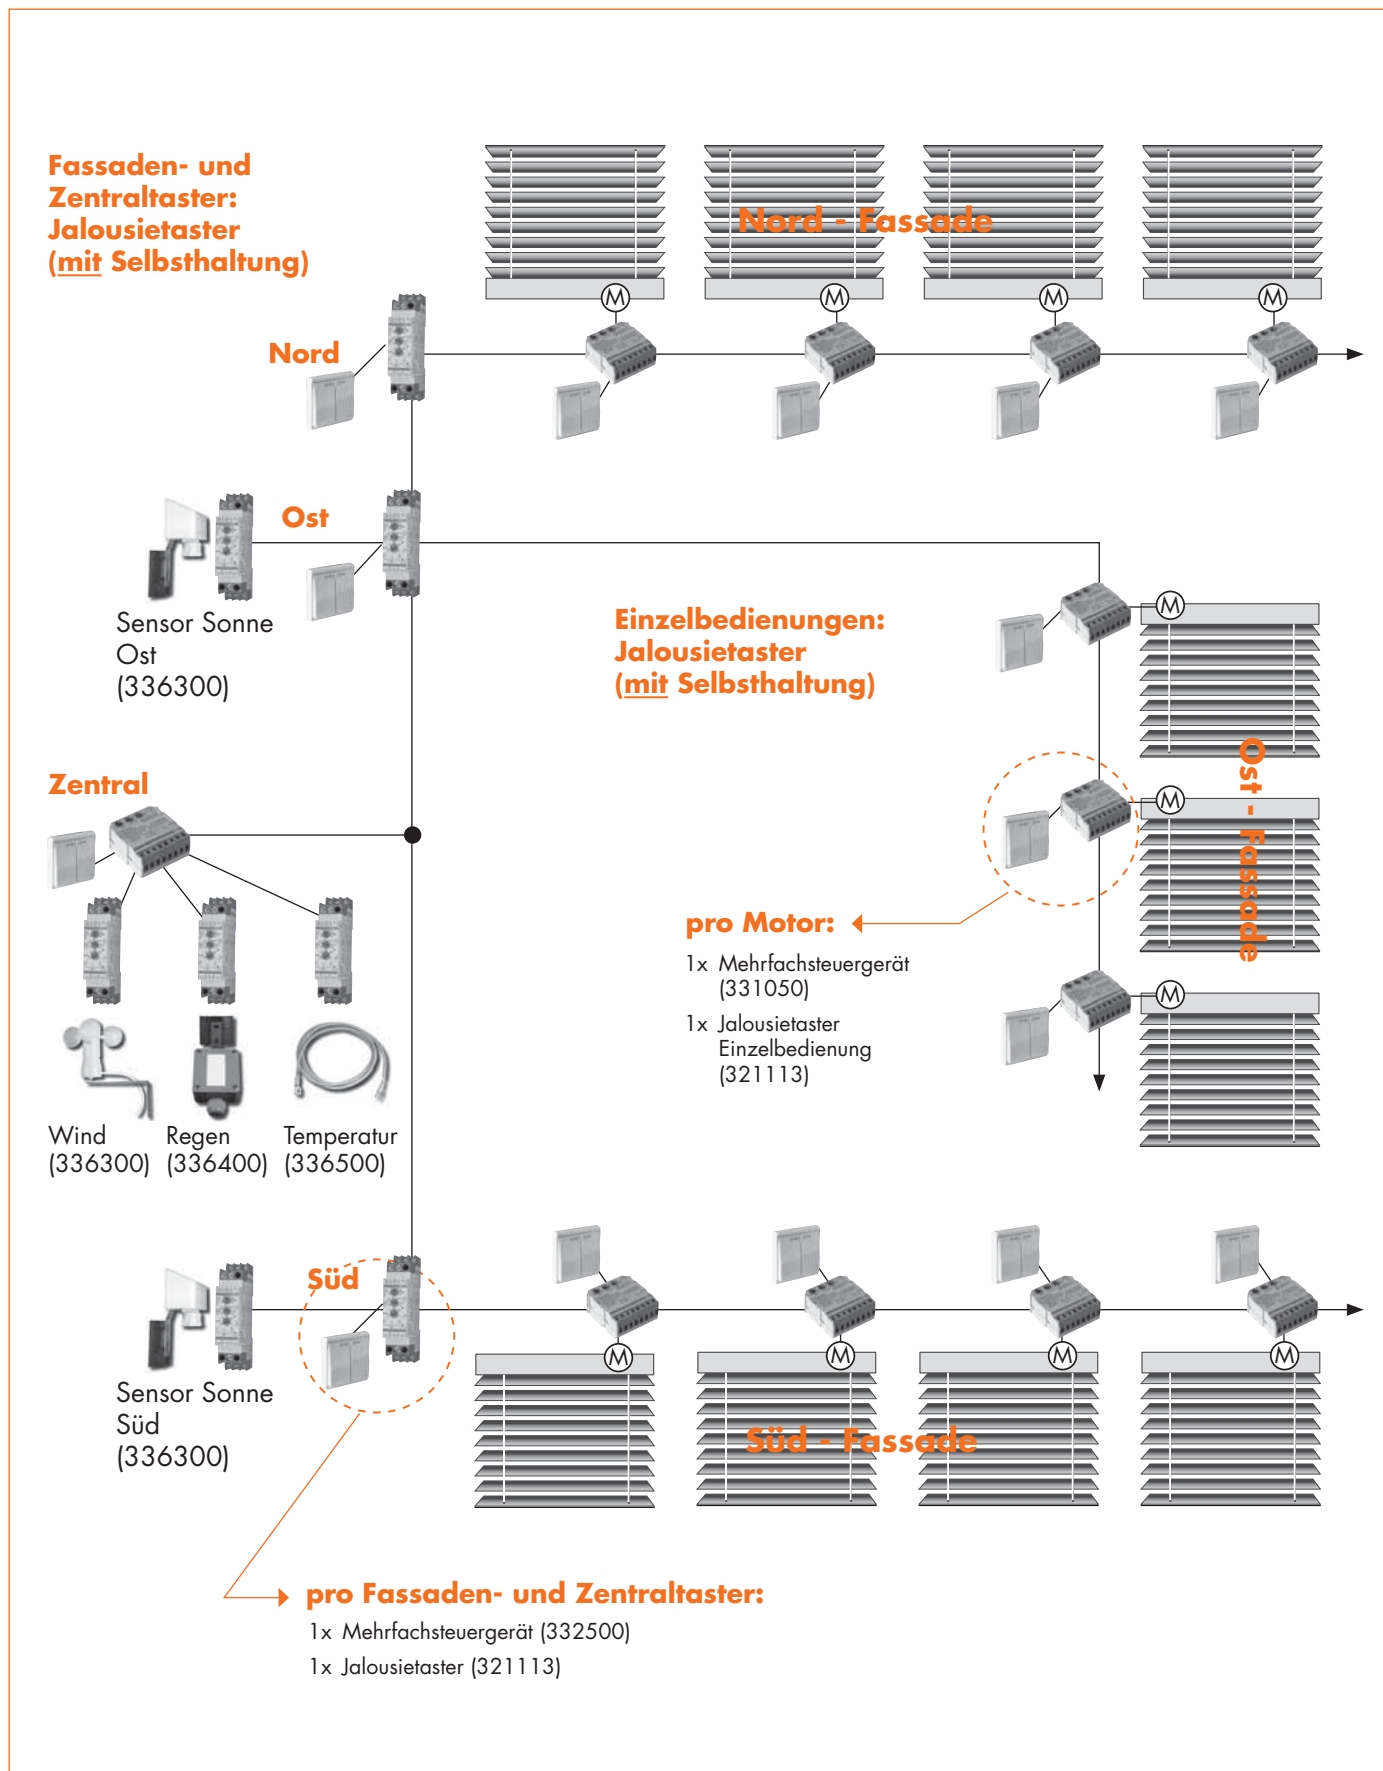 Fassaden- und
Zentraltaster:
Jalousietaster
(mit Selbsthaltung)
Nord - Fassade
M
M
M
M
Nord
Ost
Sensor Sonne
Ost
(336300)
Einzelbedienungen:
Jalousietaster
(mit Selbsthaltung)
M
M
M
Ost - Fassade
Zentral
pro Motor:
1x Mehrfachsteuergerät
(331050)
1x Jalousietaster
Einzelbedienung
(321113)
Wind
(336300)
Regen
(336400)
Temperatur
(336500)
Süd
Sensor Sonne
Süd
(336300)
M
M
M
M
Süd - Fassade
pro Fassaden- und Zentraltaster:
1x Mehrfachsteuergerät (332500)
1x Jalousietaster (321113)